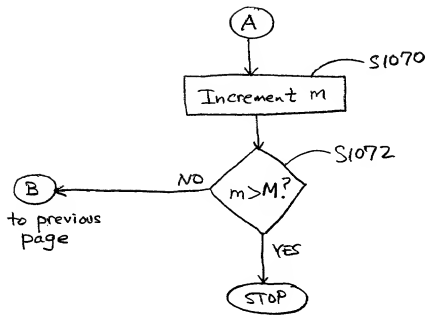 A
S1070
Increment m
S1072
NO
m>M?
B
to previous
page
YES
STOP